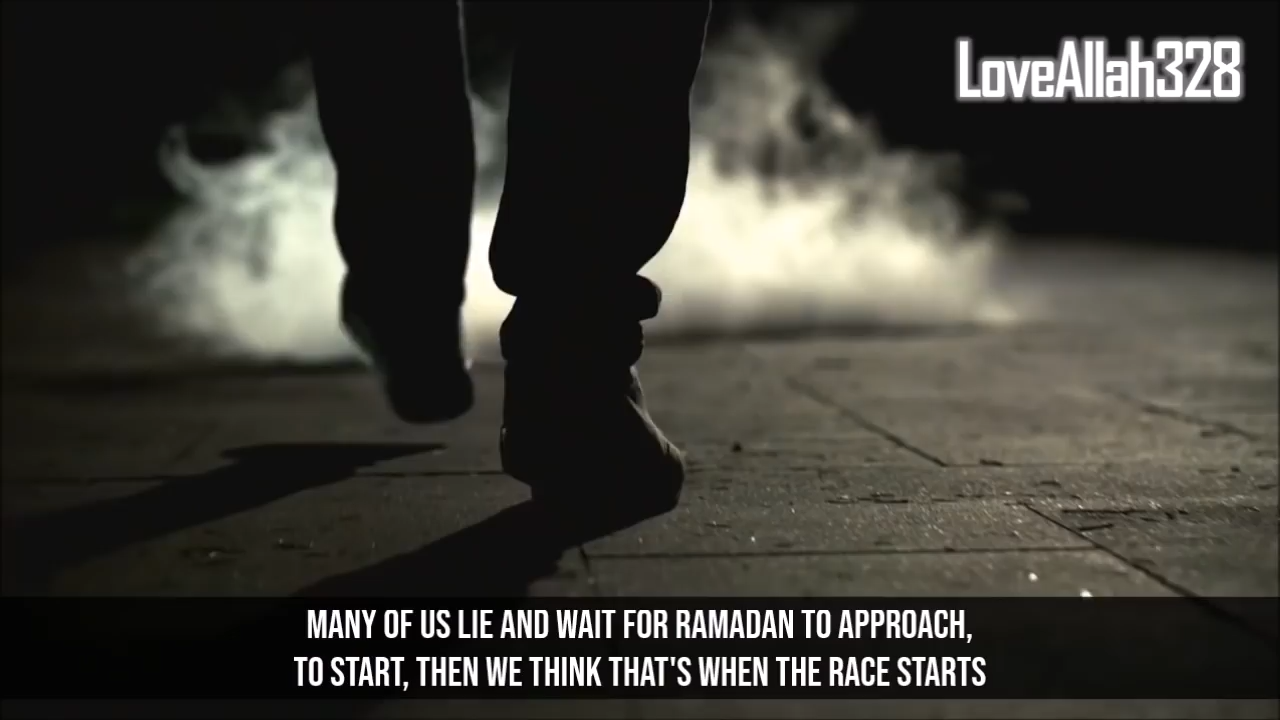 LoveAllah328
MANY OF US LIE AND WAIT FOR RAMADAN TO APPROACH,
TO START, THEN WE THINK THAT'S WHEN THE RACE STARTS